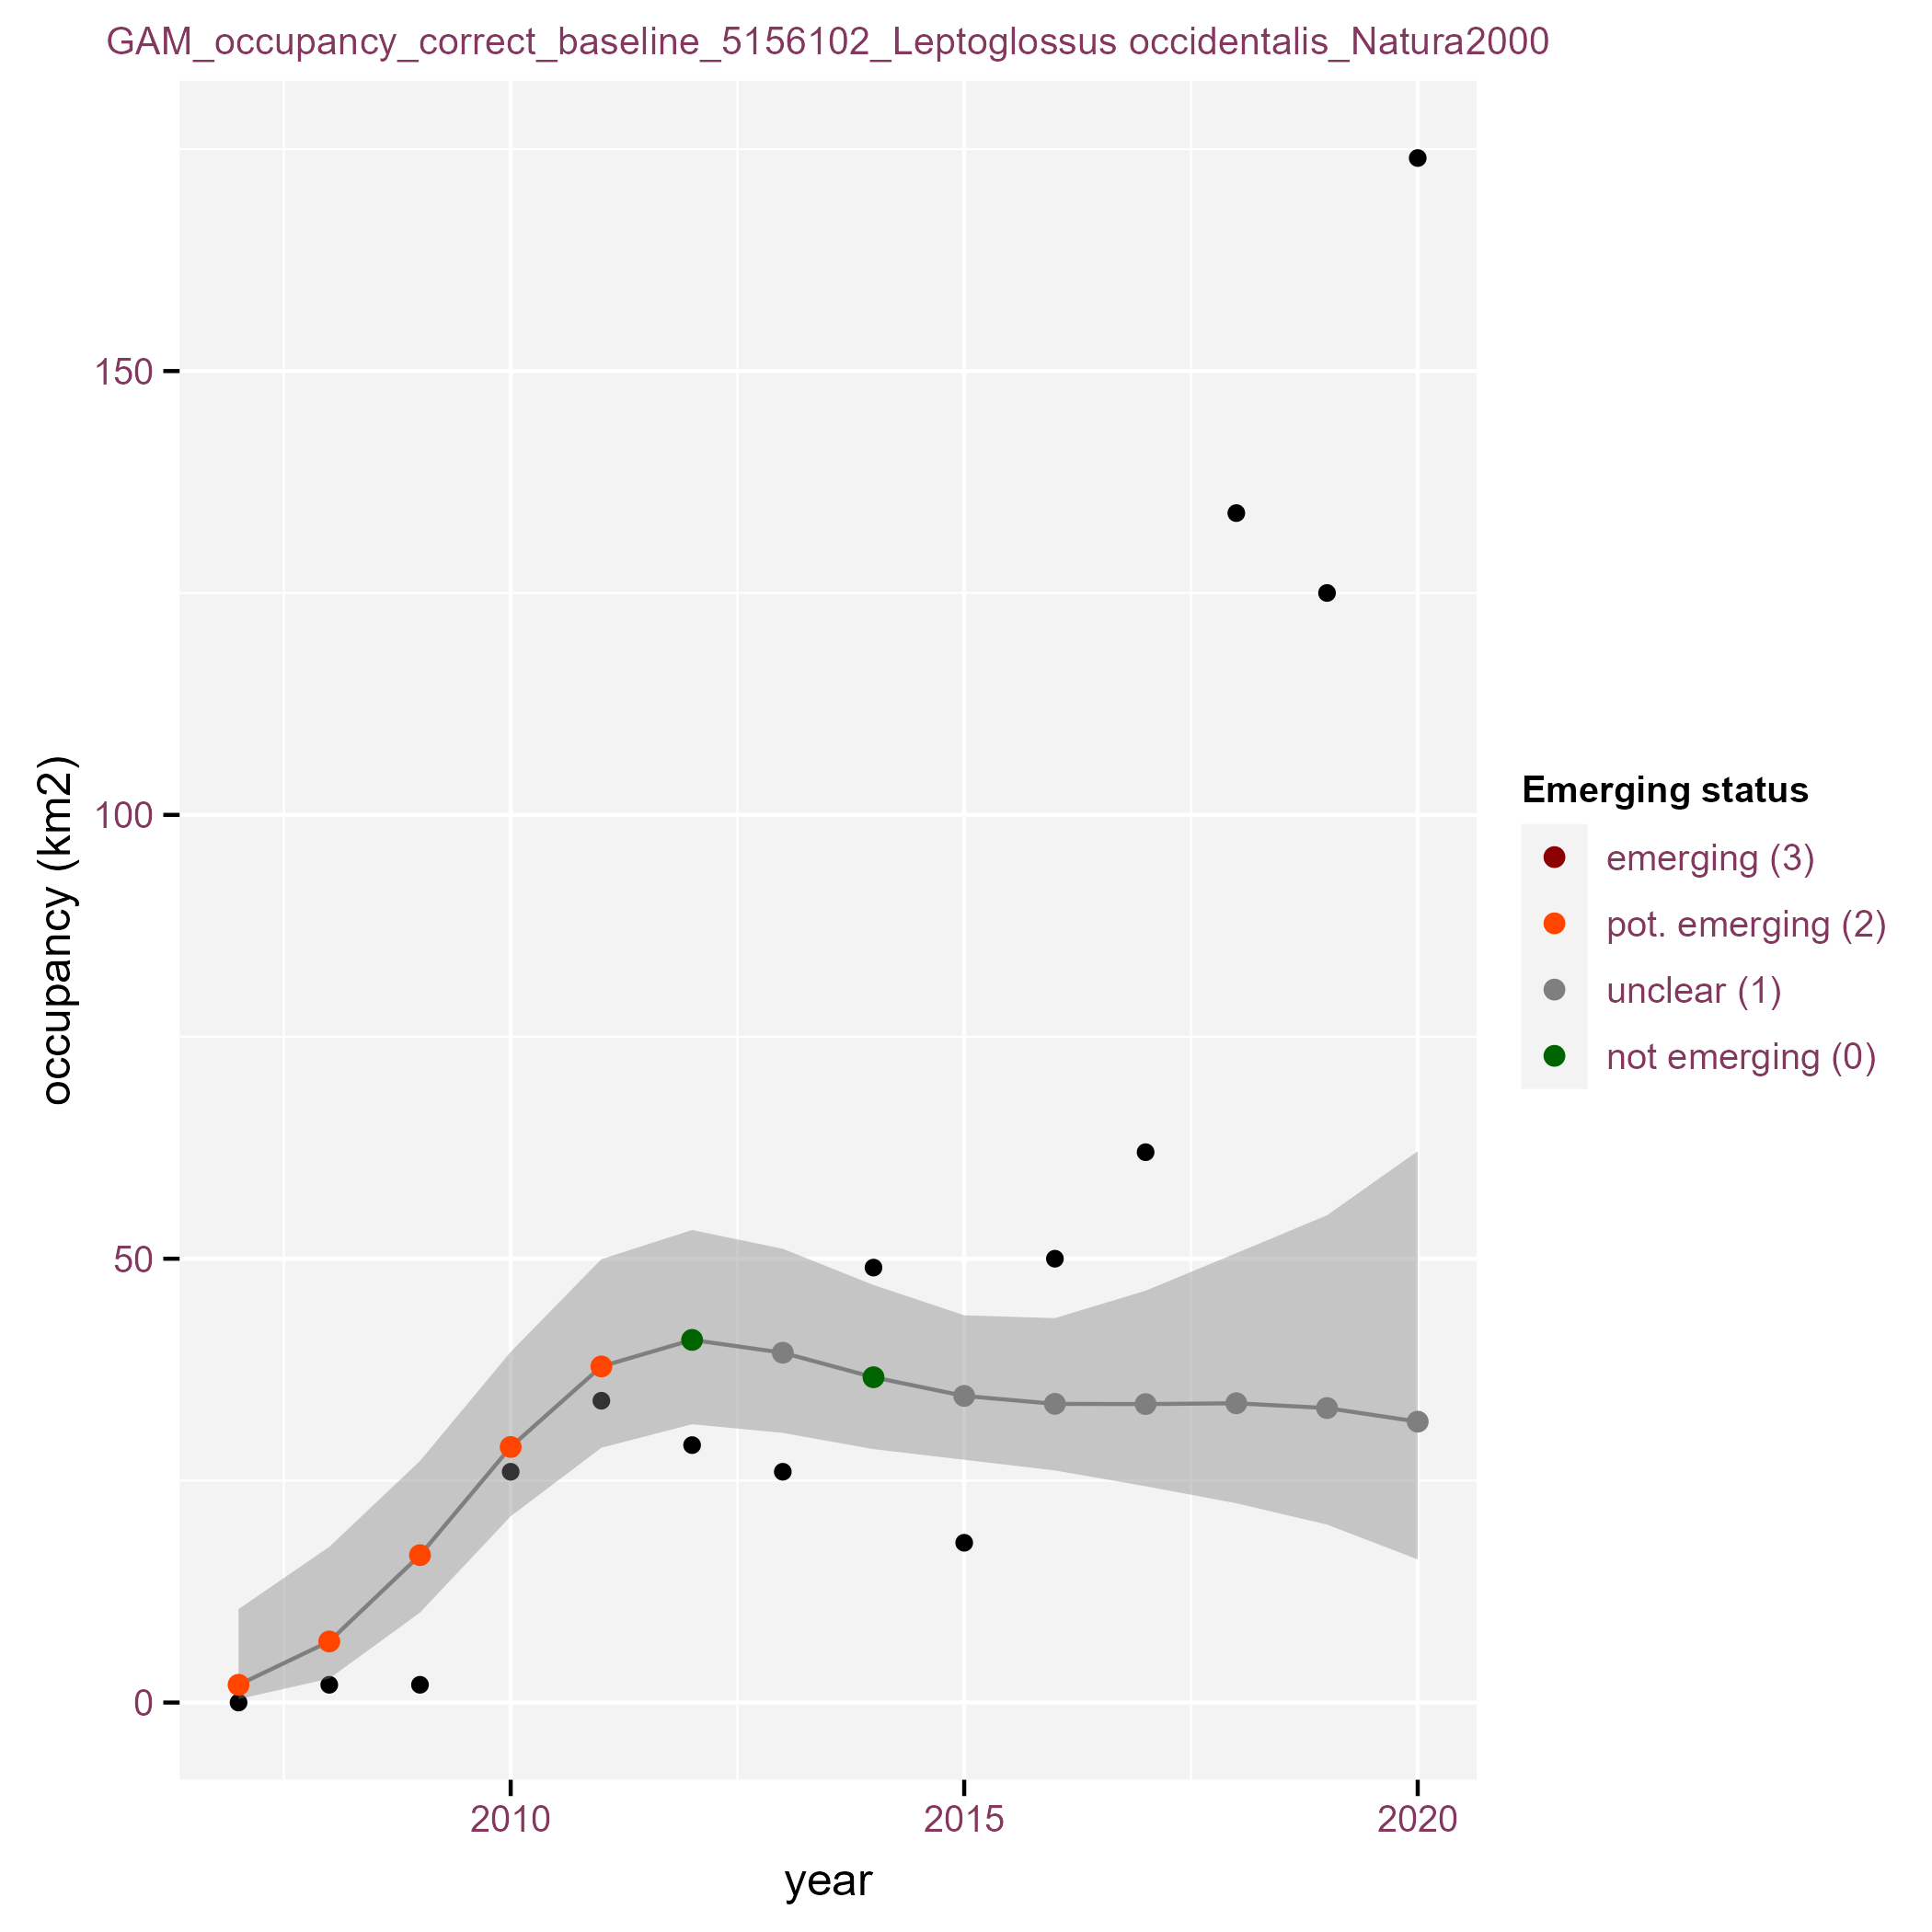 GAM_occupancy_correct_baseline_5156102_Leptoglossus occidentalis_Natura2000
150
100
50
0
occupancy (km2)
2010
2015
2020
year
Emerging status
emerging (3)
pot. emerging (2)
unclear (1)
not emerging (0)